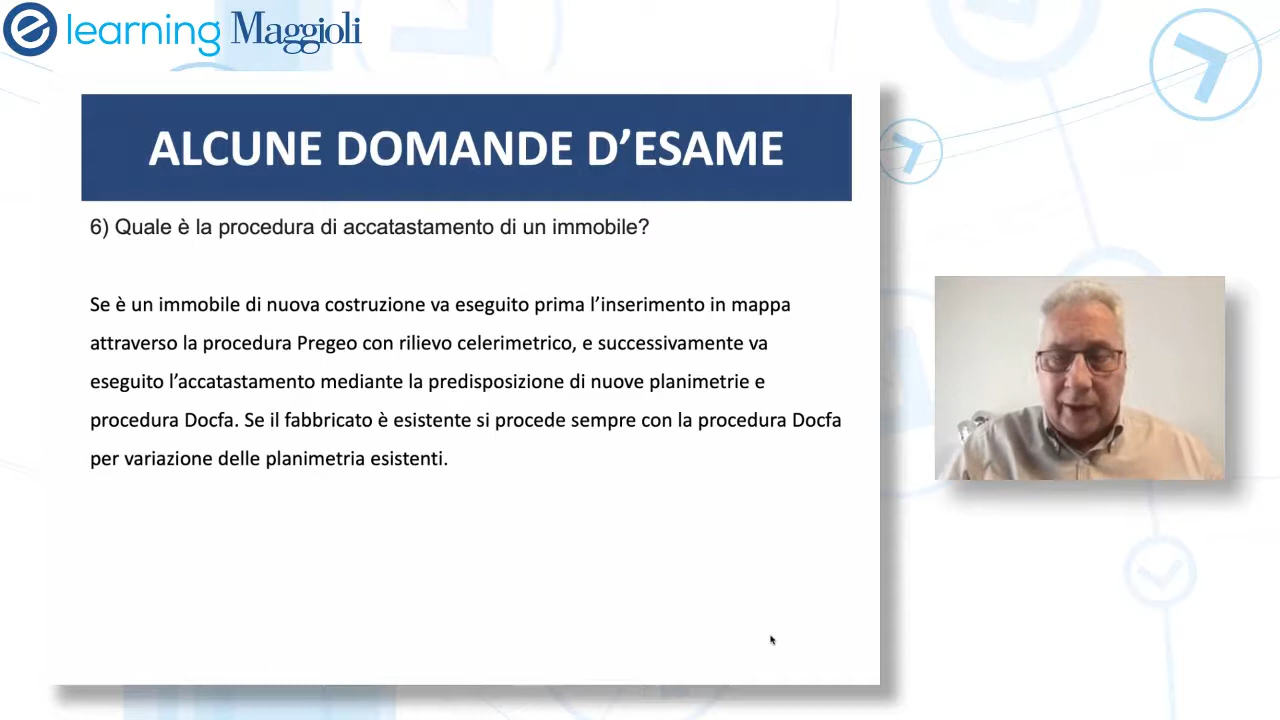 e learning Maggioli
ALCUNE DOMANDE D'ESAME
6) Quale è la procedura di accatastamento di un immobile?
Se è un immobile di nuova costruzione va eseguito prima l'inserimento in mappa
attraverso la procedura Pregeo con rilievo celerimetrico, e successivamente va
eseguito l'accatastamento mediante la predisposizione di nuove planimetrie e
procedura Docfa. Se il fabbricato è esistente si procede sempre con la procedura Docfa
per variazione delle planimetria esistenti.